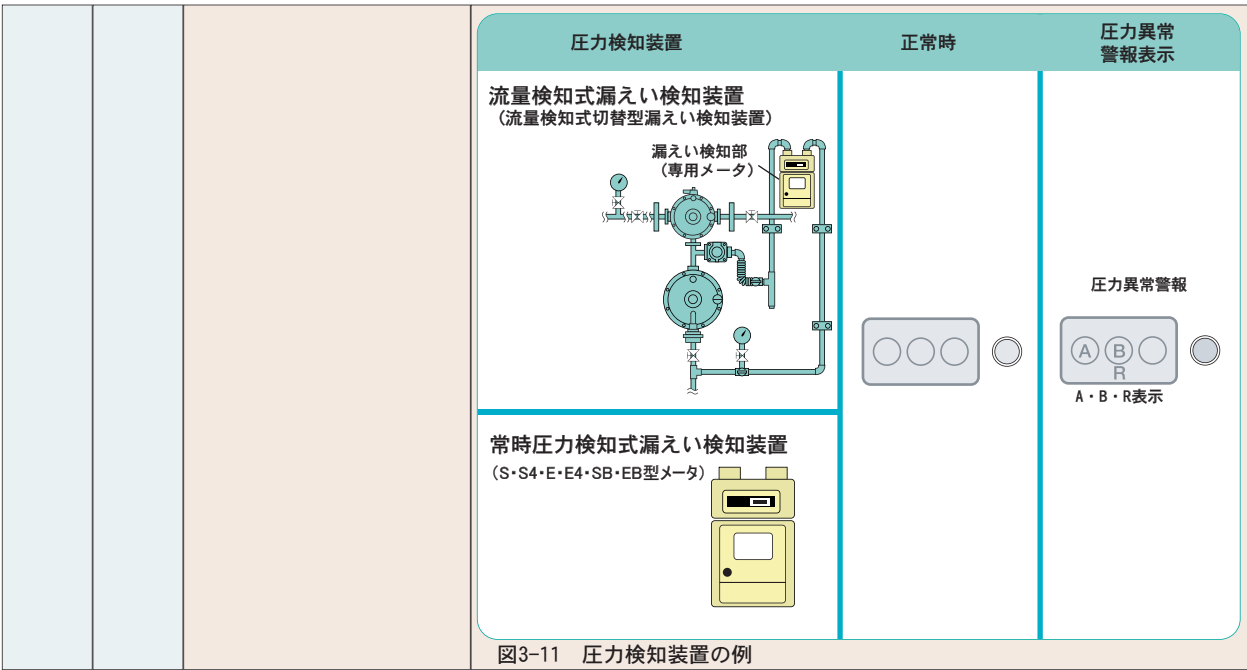 圧力検知装置
正常時
圧力異常
警報表示
流量検知式漏えい検知装置
（流量検知式切替型漏えい検知装置）
漏えい検知部
（専用メータ）
圧力異常警報
A B
R
A・B・R表示
常時圧力検知式漏えい検知装置
（S・S4・E・E4・SB・EB型メータ）
図3-11　圧力検知装置の例